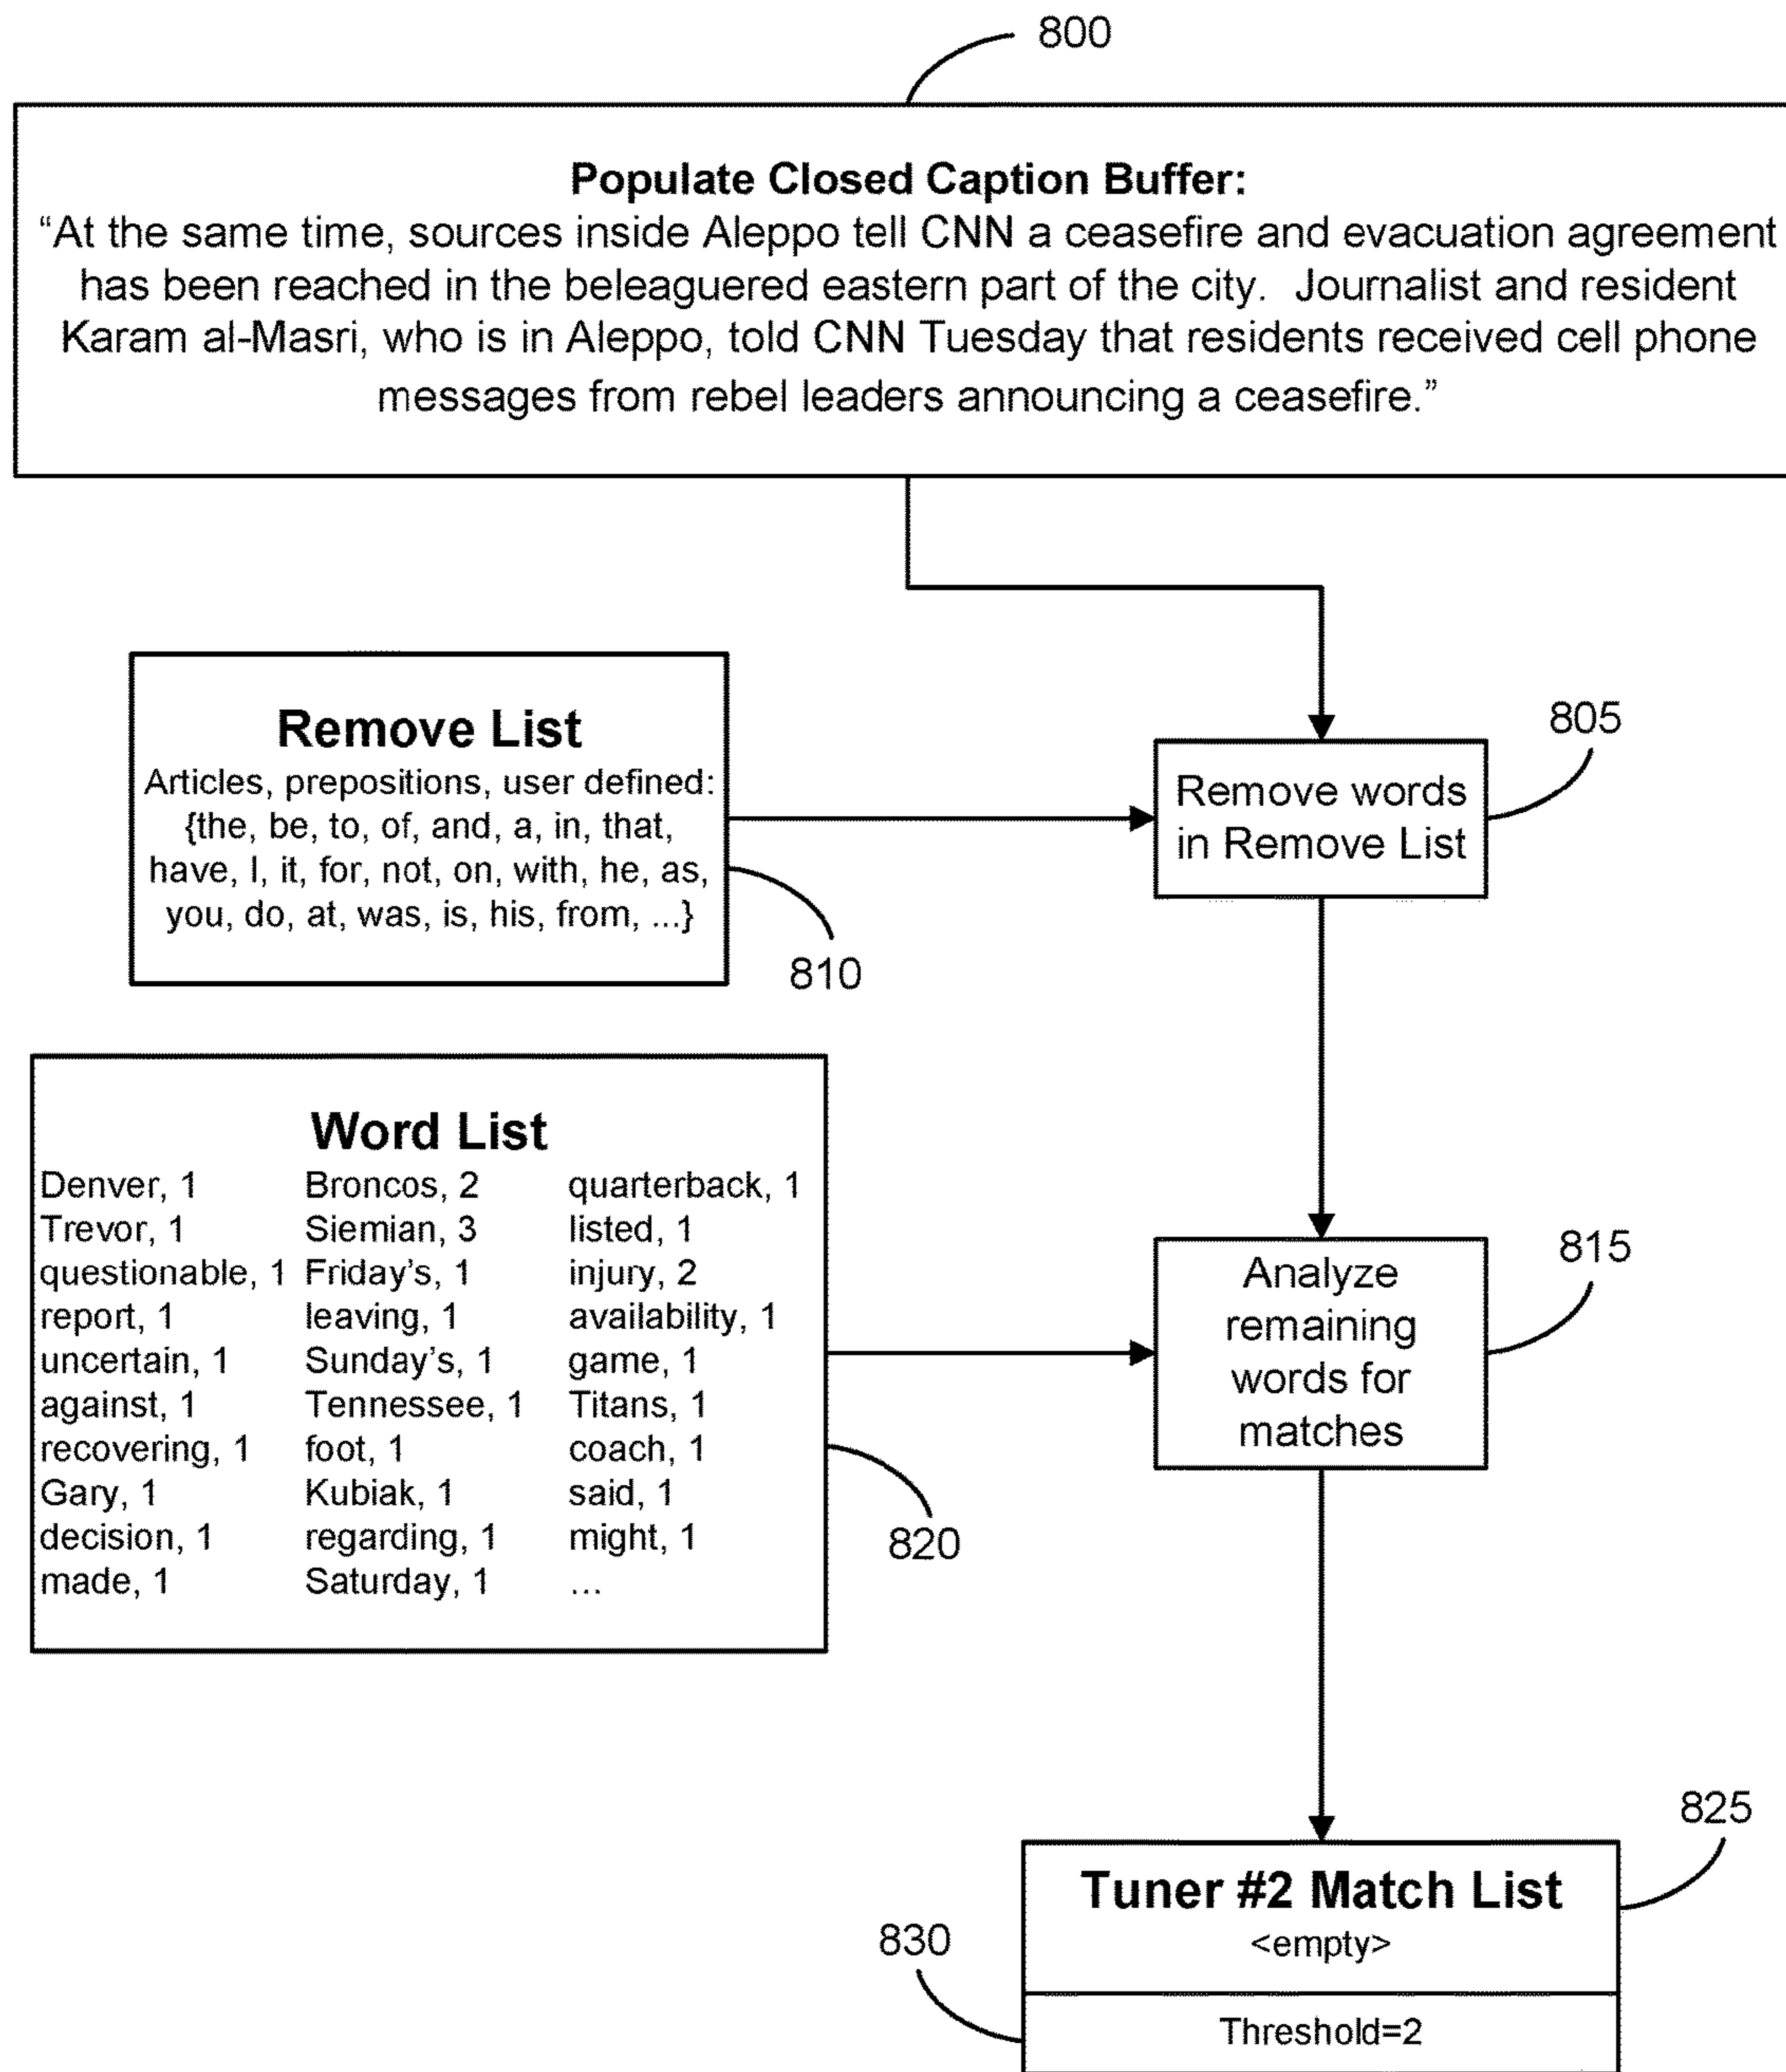 800
Populate Closed Caption Buffer:
“At the same time, sources inside Aleppo tell CNN a ceasefire and evacuation agreement
has been reached in the beleaguered eastern part of the city.  Journalist and resident
Karam al-Masri, who is in Aleppo, told CNN Tuesday that residents received cell phone
messages from rebel leaders announcing a ceasefire.”
Remove List
Articles, prepositions, user defined:
{the, be, to, of, and, a, in, that,
have, I, it, for, not, on, with, he, as,
you, do, at, was, is, his, from, ...}
810
805
Remove words
in Remove List
Word List
Denver, 1 Broncos, 2 quarterback, 1
Trevor, 1 Siemian, 3 listed, 1
questionable, 1 Friday’s, 1 injury, 2
report, 1 leaving, 1 availability, 1
uncertain, 1 Sunday’s, 1 game, 1
against, 1 Tennessee, 1 Titans, 1
recovering, 1 foot, 1 coach, 1
Gary, 1 Kubiak, 1 said, 1
decision, 1 regarding, 1 might, 1
made, 1 Saturday, 1 ...
820
815
Analyze
remaining
words for
matches
825
Tuner #2 Match List
<empty>
830
Threshold=2